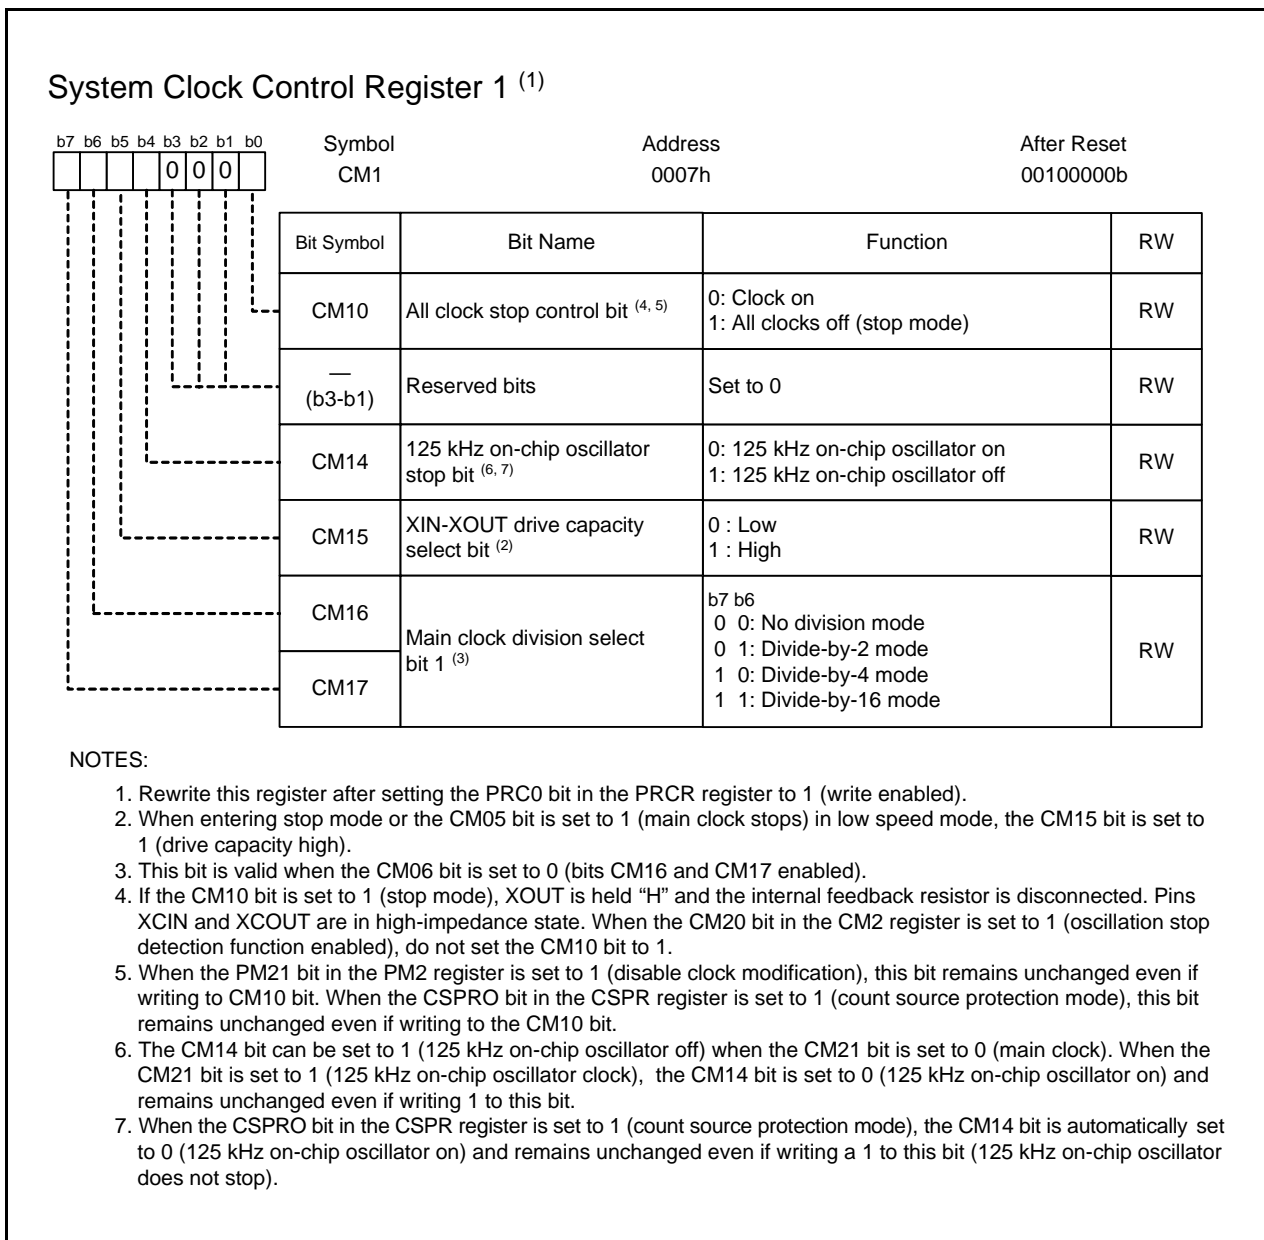 System Clock Control Register 1 (1)
b7 b6 b5 b4 b3 b2 b1 b0
0 0 0
Symbol Address After Reset
CM1 0007h 00100000b
Bit Symbol Bit Name Function RW
CM10 All clock stop control bit (4, 5) 0: Clock on
1: All clocks off (stop mode) RW
—
(b3-b1) Reserved bits Set to 0 RW
CM14 125 kHz on-chip oscillator
stop bit (6, 7) 0: 125 kHz on-chip oscillator on
1: 125 kHz on-chip oscillator off RW
CM15 XIN-XOUT drive capacity
select bit (2) 0 : Low
1 : High RW
CM16
CM17
Main clock division select
bit 1 (3)
b7 b6
0 0: No division mode
0 1: Divide-by-2 mode
1 0: Divide-by-4 mode
1 1: Divide-by-16 mode
RW
NOTES:
1. Rewrite this register after setting the PRC0 bit in the PRCR register to 1 (write enabled).
2. When entering stop mode or the CM05 bit is set to 1 (main clock stops) in low speed mode, the CM15 bit is set to
1 (drive capacity high).
3. This bit is valid when the CM06 bit is set to 0 (bits CM16 and CM17 enabled).
4. If the CM10 bit is set to 1 (stop mode), XOUT is held “H” and the internal feedback resistor is disconnected. Pins
XCIN and XCOUT are in high-impedance state. When the CM20 bit in the CM2 register is set to 1 (oscillation stop
detection function enabled), do not set the CM10 bit to 1.
5. When the PM21 bit in the PM2 register is set to 1 (disable clock modification), this bit remains unchanged even if
writing to CM10 bit. When the CSPRO bit in the CSPR register is set to 1 (count source protection mode), this bit
remains unchanged even if writing to the CM10 bit.
6. The CM14 bit can be set to 1 (125 kHz on-chip oscillator off) when the CM21 bit is set to 0 (main clock). When the
CM21 bit is set to 1 (125 kHz on-chip oscillator clock), the CM14 bit is set to 0 (125 kHz on-chip oscillator on) and
remains unchanged even if writing 1 to this bit.
7. When the CSPRO bit in the CSPR register is set to 1 (count source protection mode), the CM14 bit is automatically set
to 0 (125 kHz on-chip oscillator on) and remains unchanged even if writing a 1 to this bit (125 kHz on-chip oscillator
does not stop).